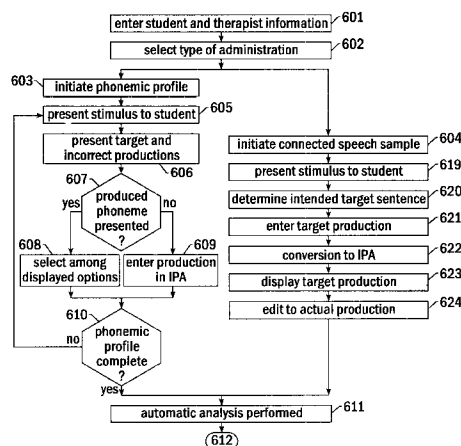 enter student and therapist information 601
select type of administration 602
603 initiate phonemic profile
present stimulus to student 605
present target and
incorrect productions
606
607
produced
phoneme
presented
?
yes
no
608
select among
displayed options
609
enter production
in IPA
610
phonemic
profile
complete
?
no
yes
initiate connected speech sample 604
present stimulus to student 619
determine intended target sentence 620
enter target production 621
conversion to IPA 622
display target production 623
edit to actual production 624
automatic analysis performed 611
612